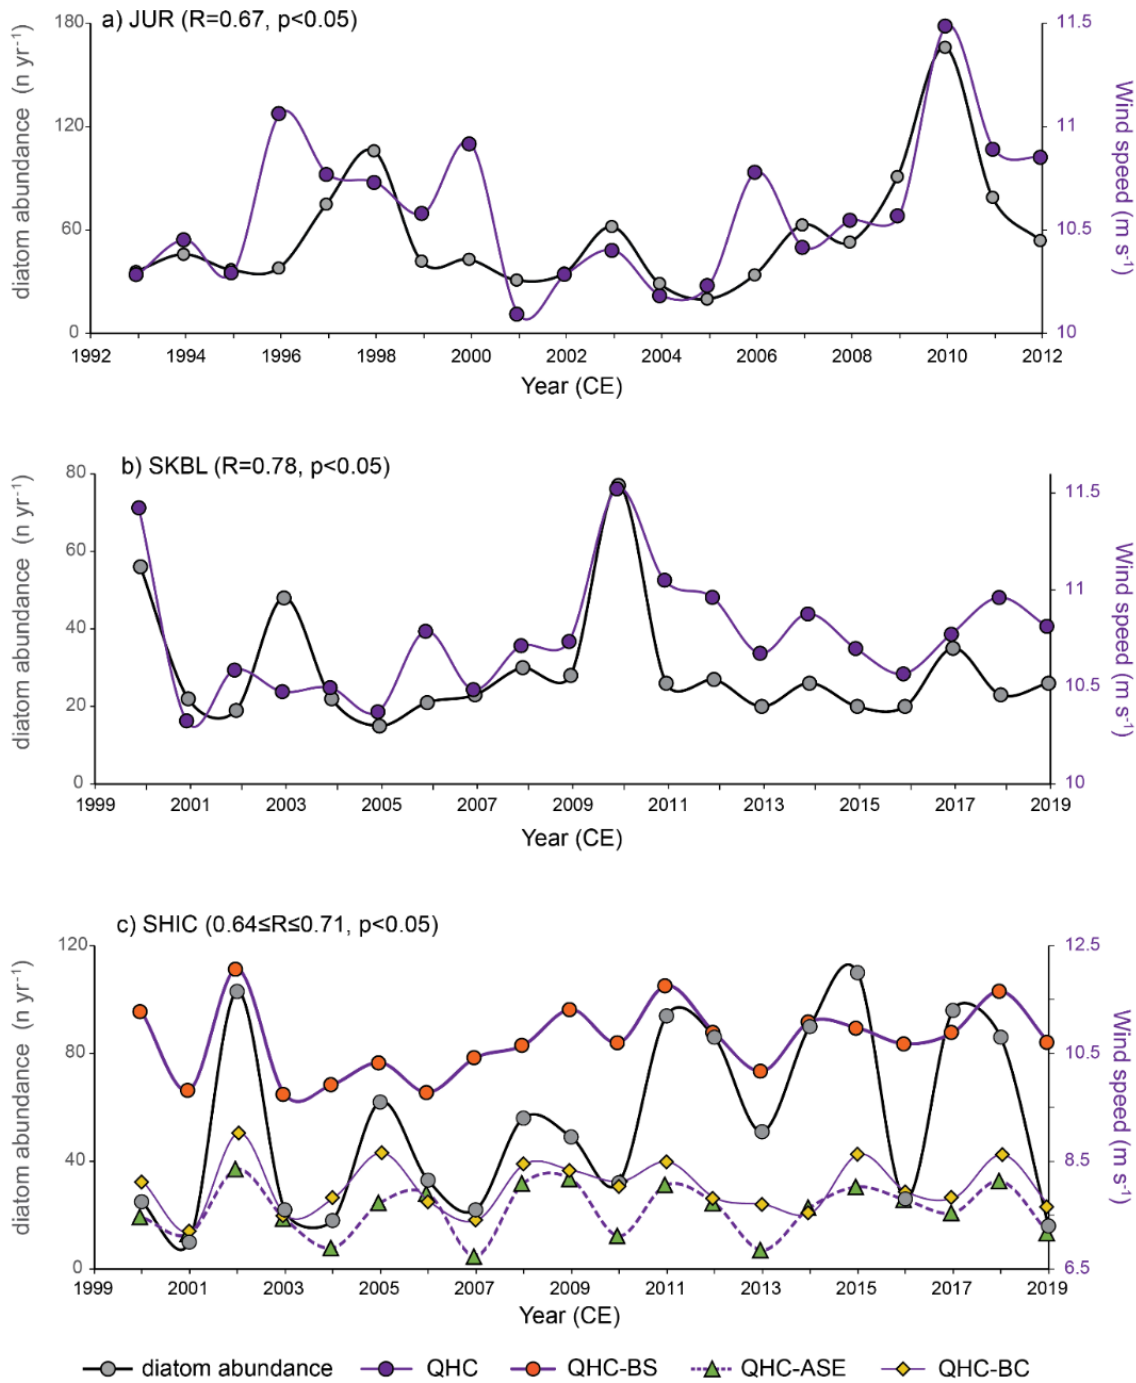 a) JUR (R=0.67, p<0.05)
diatom abundance (n yr⁻¹)
180
120
60
0
11.5
11
10.5
10
Wind speed (m s⁻¹)
1992 1994 1996 1998 2000 2002 2004 2006 2008 2010 2012
Year (CE)
b) SKBL (R=0.78, p<0.05)
diatom abundance (n yr⁻¹)
80
60
40
20
0
11.5
11
10.5
10
Wind speed (m s⁻¹)
1999 2001 2003 2005 2007 2009 2011 2013 2015 2017 2019
Year (CE)
c) SHIC (0.64≤R≤0.71, p<0.05)
diatom abundance (n yr⁻¹)
120
80
40
0
12.5
10.5
8.5
6.5
Wind speed (m s⁻¹)
1999 2001 2003 2005 2007 2009 2011 2013 2015 2017 2019
Year (CE)
diatom abundance QHC QHC-BS QHC-ASE QHC-BC